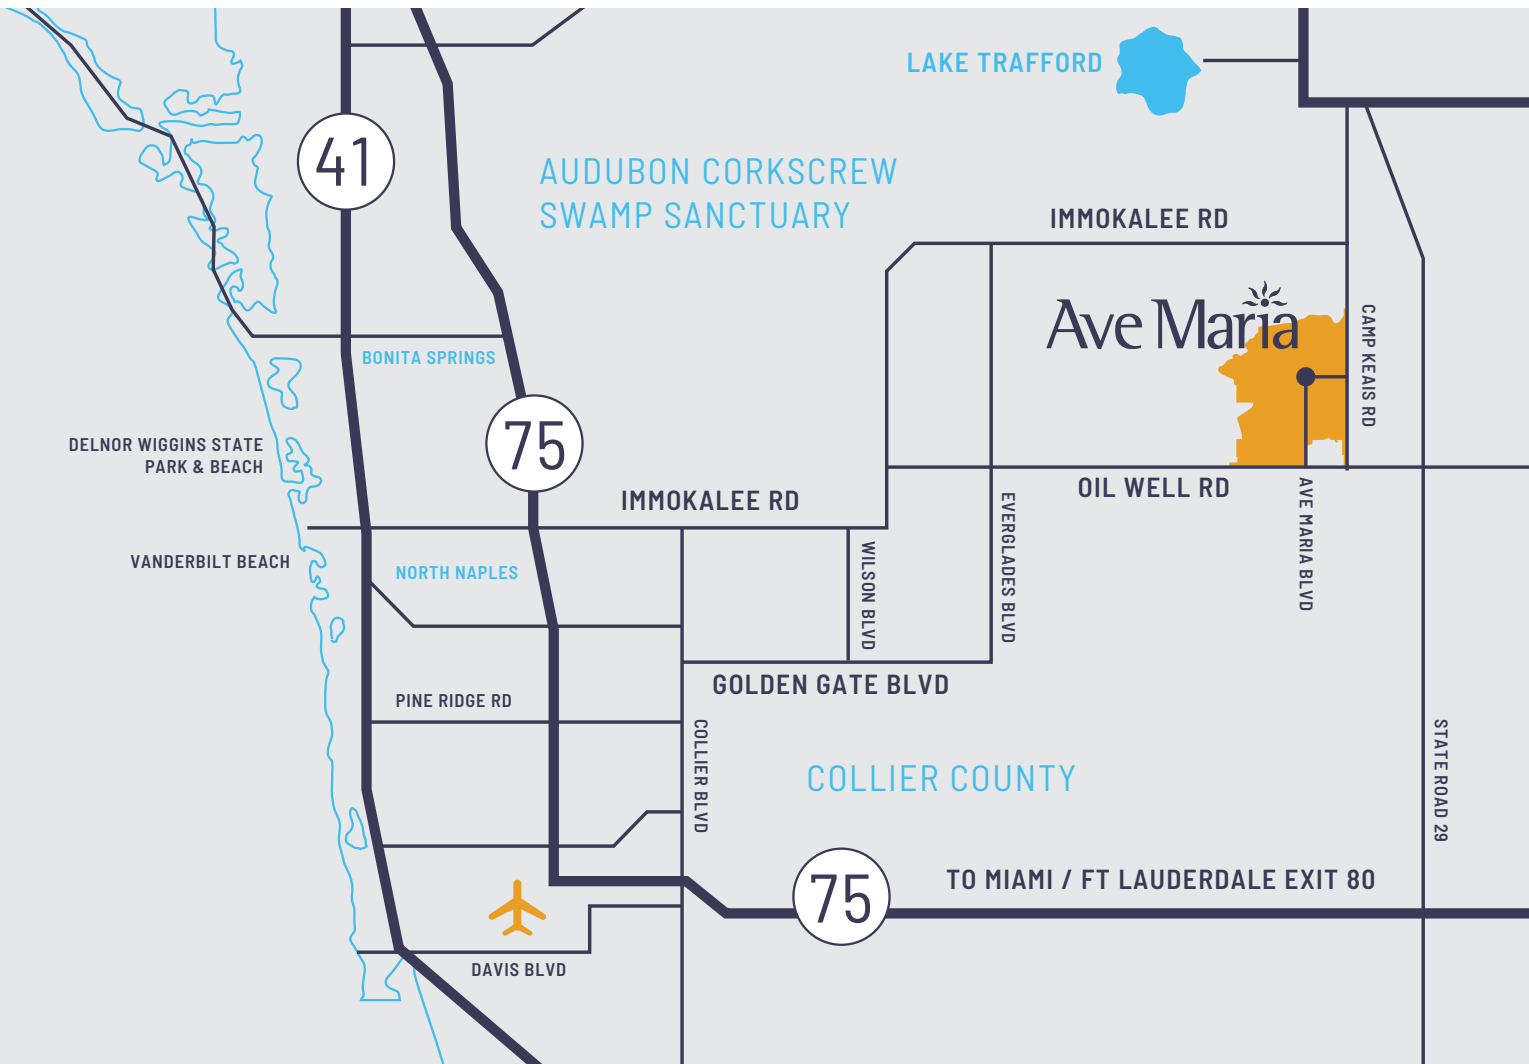 LAKE TRAFFORD
41
AUDUBON CORKSCREW
SWAMP SANCTUARY
IMMOKALEE RD
Ave Maria
CAMP KEAIS RD
BONITA SPRINGS
75
DELNOR WIGGINS STATE
PARK & BEACH
IMMOKALEE RD
OIL WELL RD
EVERGLADES BLVD
AVE MARIA BLVD
WILSON BLVD
VANDERBILT BEACH
NORTH NAPLES
GOLDEN GATE BLVD
PINE RIDGE RD
COLLIER BLVD
COLLIER COUNTY
STATE ROAD 29
75
TO MIAMI / FT LAUDERDALE EXIT 80
DAVIS BLVD